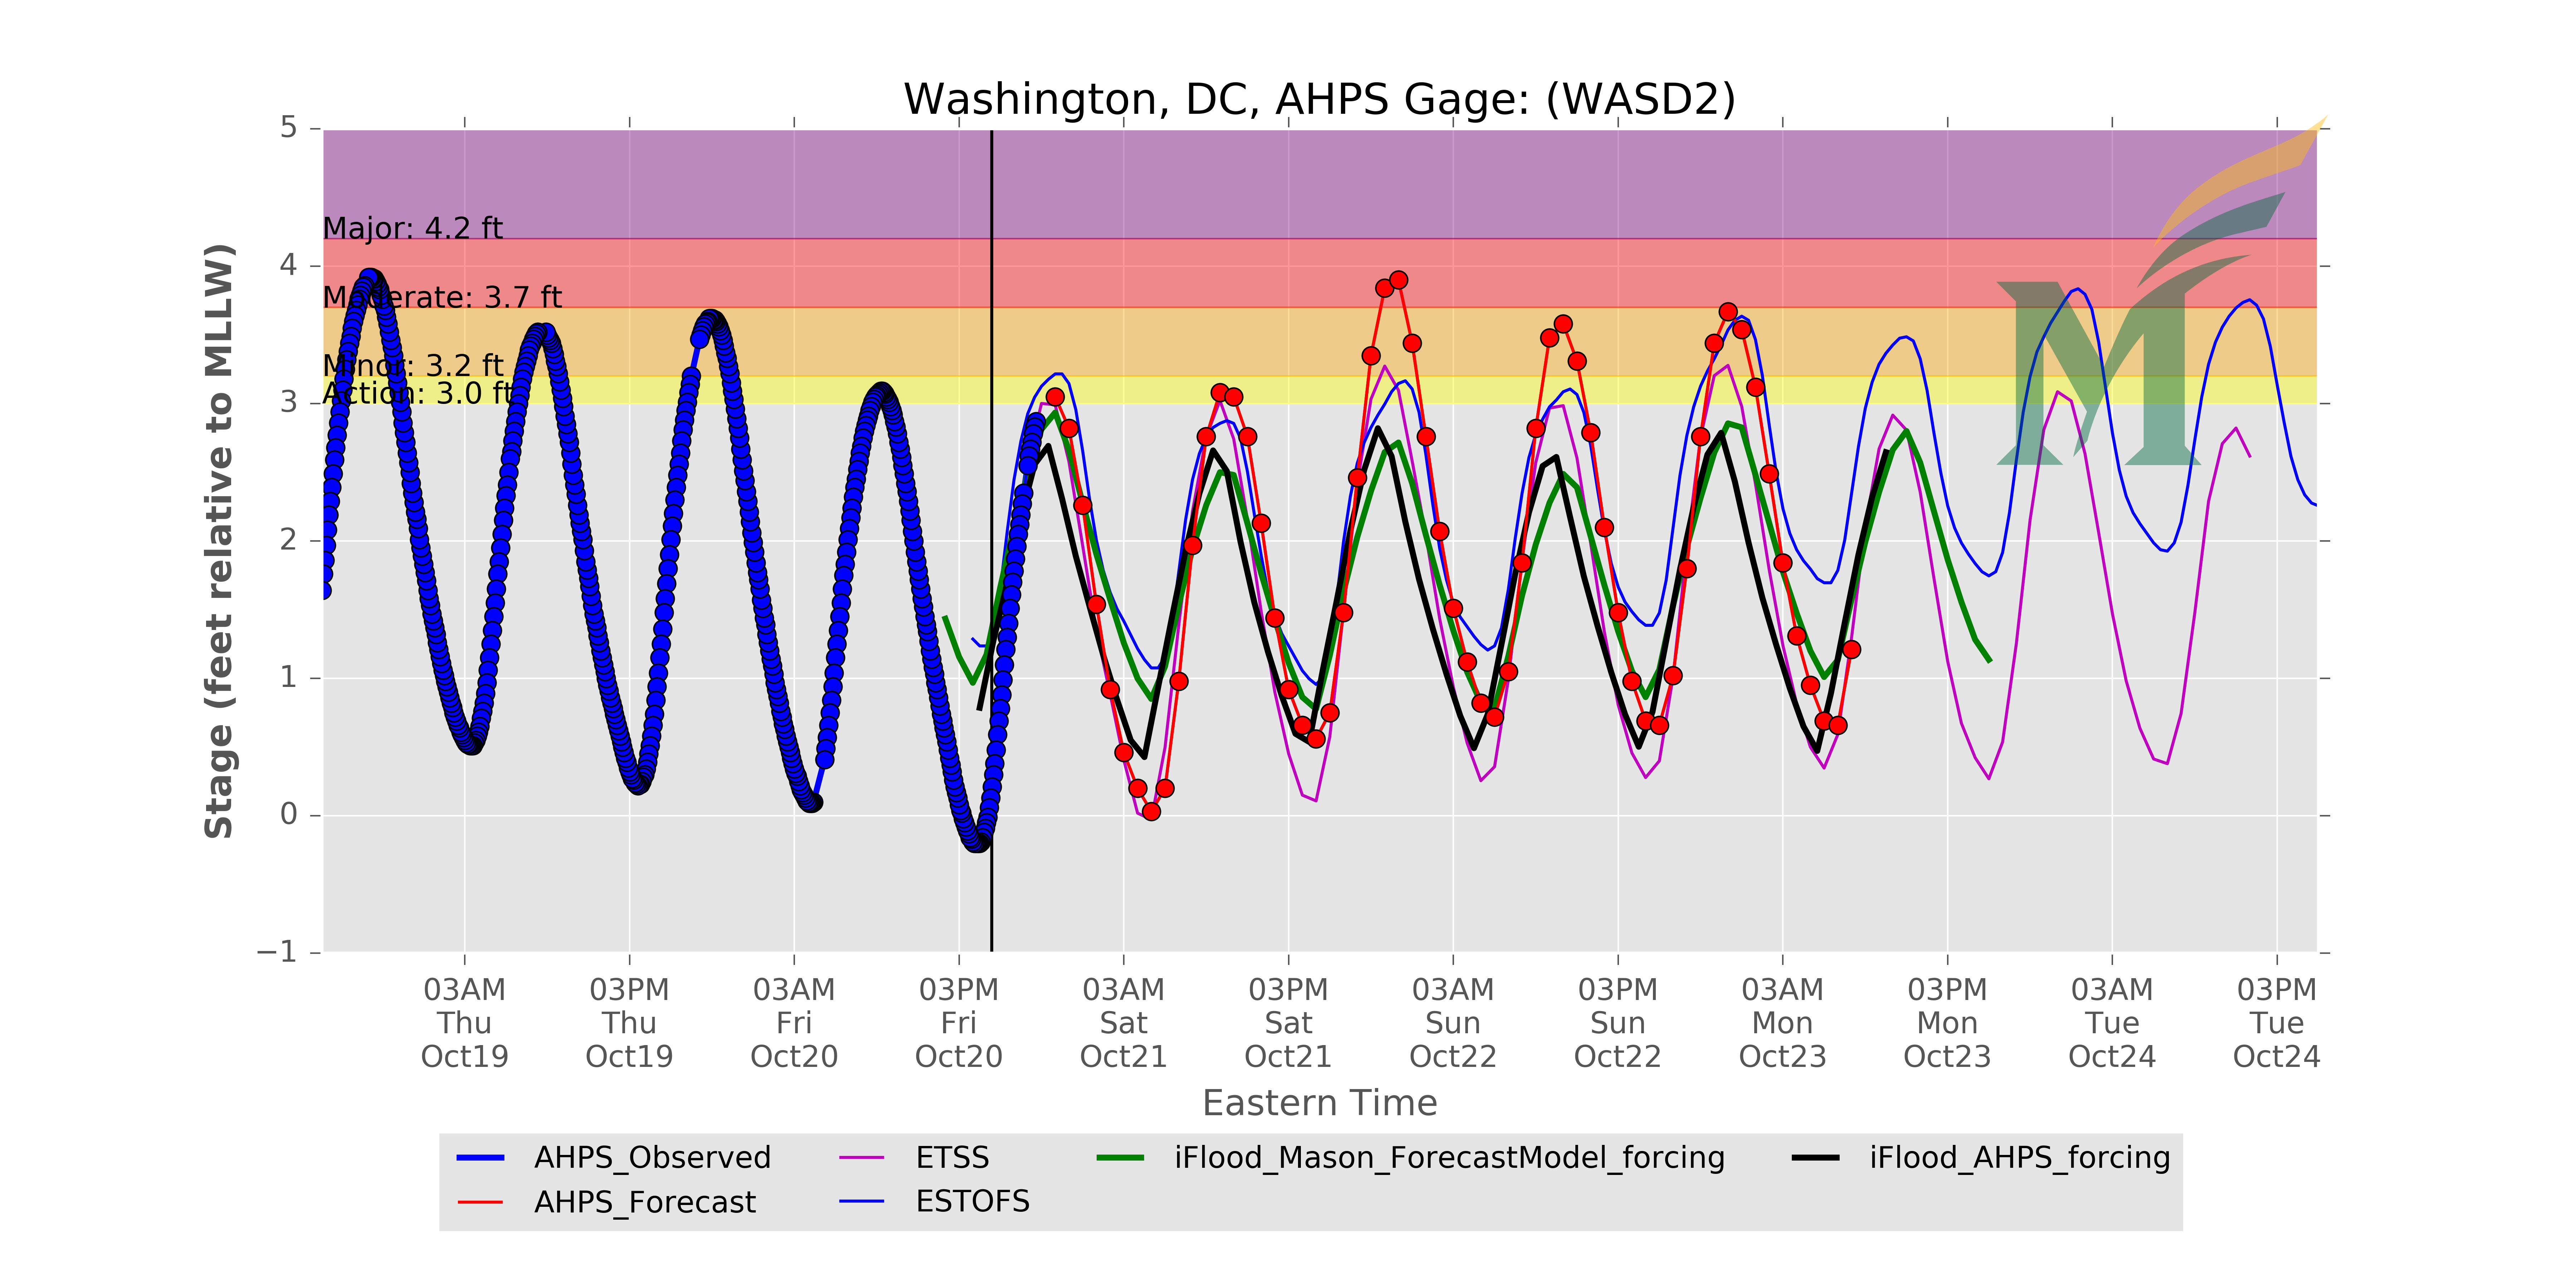 Washington, DC, AHPS Gage: (WASD2)
Stage (feet relative to MLLW)
5
4
3
2
1
0
−1
Major: 4.2 ft
Moderate: 3.7 ft
Minor: 3.2 ft
Action: 3.0 ft
03AM 03PM 03AM 03PM 03AM 03PM 03AM 03PM 03AM 03PM 03AM 03PM
Thu Thu Fri Fri Sat Sat Sun Sun Mon Mon Tue Tue
Oct19 Oct19 Oct20 Oct20 Oct21 Oct21 Oct22 Oct22 Oct23 Oct23 Oct24 Oct24
Eastern Time
AHPS_Observed ETSS iFlood_Mason_ForecastModel_forcing iFlood_AHPS_forcing
AHPS_Forecast ESTOFS
M